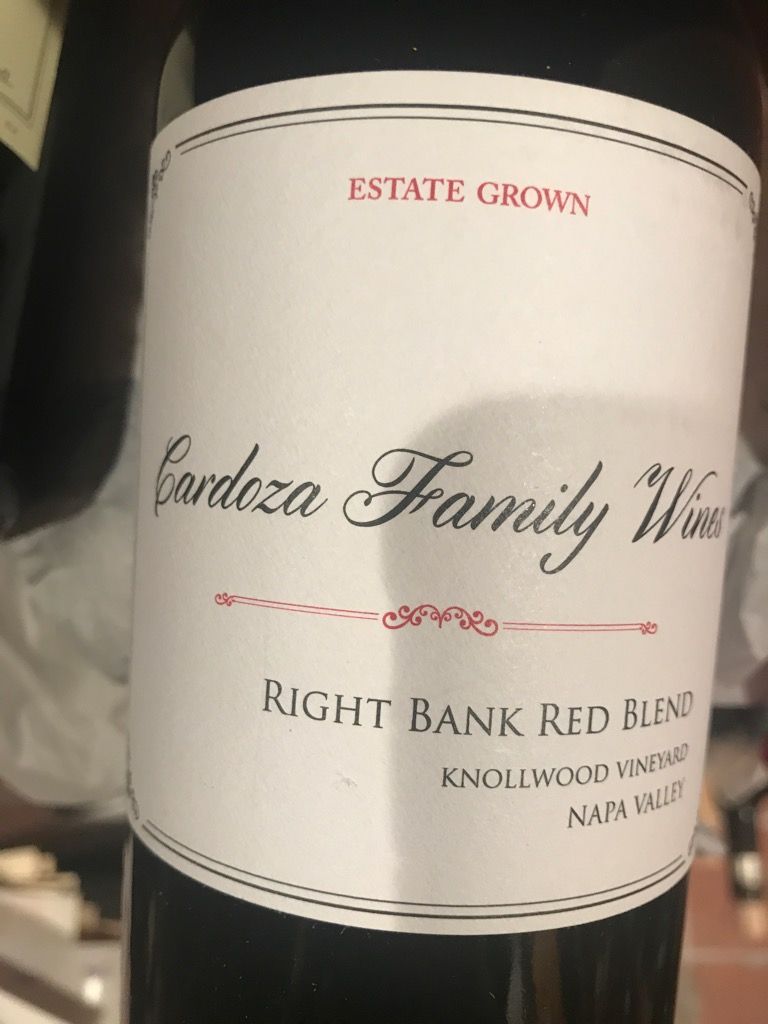 ESTATE GROWN
Cardoza Family Wines
RIGHT BANK RED BLEND
KNOLLWOOD VINEYARD
NAPA VALLEY